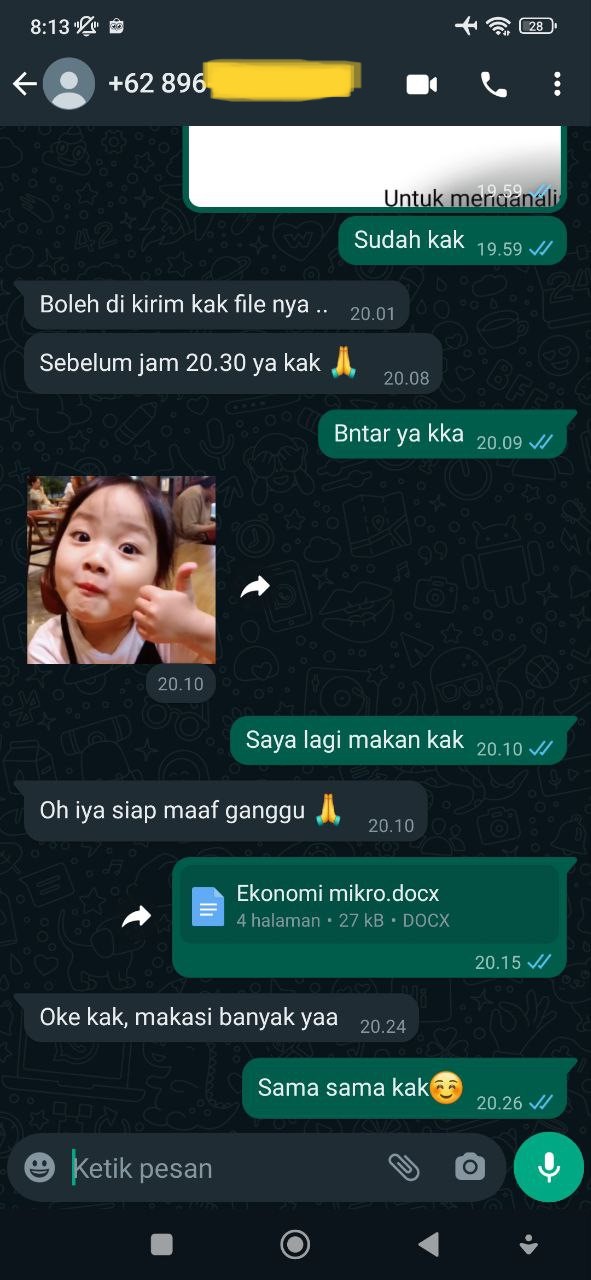 8:13
28
+62 896
19.59
Untuk menganali
Sudah kak 19.59
Boleh di kirim kak file nya .. 20.01
Sebelum jam 20.30 ya kak 🙏 20.08
Bntar ya kka 20.09
20.10
Saya lagi makan kak 20.10
Oh iya siap maaf ganggu 🙏 20.10
Ekonomi mikro.docx
4 halaman • 27 kB • DOCX
20.15
Oke kak, makasi banyak yaa 20.24
Sama sama kak☺️ 20.26
Ketik pesan